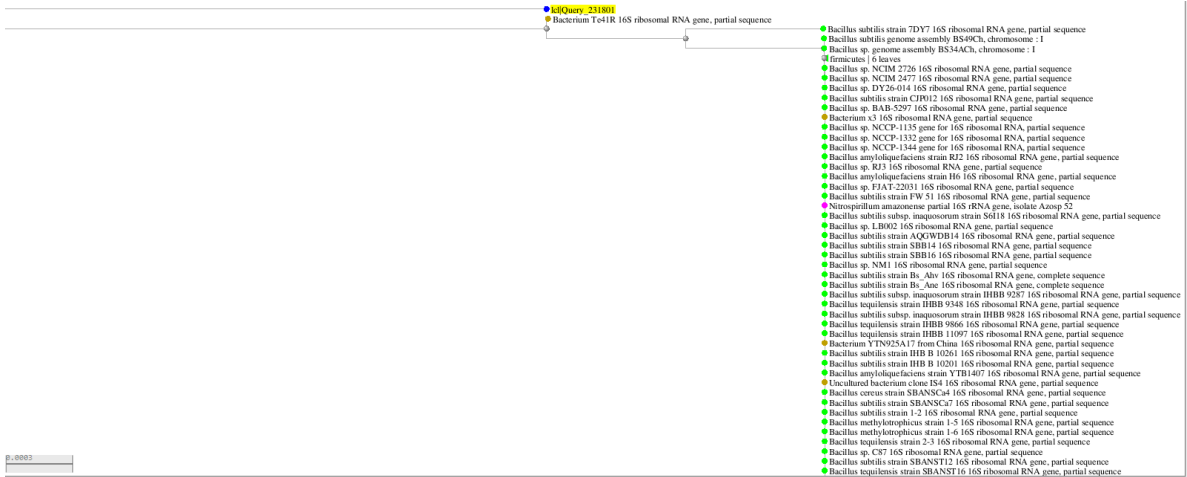 lcl|Query_231801
Bacterium Te41R 16S ribosomal RNA gene, partial sequence
Bacillus subtilis strain 7DY7 16S ribosomal RNA gene, partial sequence
Bacillus subtilis genome assembly BS49Ch, chromosome : I
Bacillus sp. genome assembly BS34ACh, chromosome : I
firmicutes | 6 leaves
Bacillus sp. NCIM 2726 16S ribosomal RNA gene, partial sequence
Bacillus sp. NCIM 2477 16S ribosomal RNA gene, partial sequence
Bacillus sp. DY26-014 16S ribosomal RNA gene, partial sequence
Bacillus subtilis strain CJP012 16S ribosomal RNA gene, partial sequence
Bacillus sp. BAB-5297 16S ribosomal RNA gene, partial sequence
Bacterium x3 16S ribosomal RNA gene, partial sequence
Bacillus sp. NCCP-1135 gene for 16S ribosomal RNA, partial sequence
Bacillus sp. NCCP-1332 gene for 16S ribosomal RNA, partial sequence
Bacillus sp. NCCP-1344 gene for 16S ribosomal RNA, partial sequence
Bacillus amyloliquefaciens strain RJ2 16S ribosomal RNA gene, partial sequence
Bacillus sp. RJ3 16S ribosomal RNA gene, partial sequence
Bacillus amyloliquefaciens strain H6 16S ribosomal RNA gene, partial sequence
Bacillus sp. FJAT-22031 16S ribosomal RNA gene, partial sequence
Bacillus subtilis strain FW 51 16S ribosomal RNA gene, partial sequence
Nitrospirillum amazonense partial 16S rRNA gene, isolate Azosp 52
Bacillus subtilis subsp. inaquosorum strain S6I18 16S ribosomal RNA gene, partial sequence
Bacillus sp. LB002 16S ribosomal RNA gene, partial sequence
Bacillus subtilis strain AQGWDB14 16S ribosomal RNA gene, partial sequence
Bacillus subtilis strain SBB14 16S ribosomal RNA gene, partial sequence
Bacillus subtilis strain SBB16 16S ribosomal RNA gene, partial sequence
Bacillus sp. NM1 16S ribosomal RNA gene, partial sequence
Bacillus subtilis strain Bs_Ahv 16S ribosomal RNA gene, complete sequence
Bacillus subtilis strain Bs_Ane 16S ribosomal RNA gene, complete sequence
Bacillus subtilis subsp. inaquosorum strain IHBB 9287 16S ribosomal RNA gene, partial sequence
Bacillus tequilensis strain IHBB 9348 16S ribosomal RNA gene, partial sequence
Bacillus subtilis subsp. inaquosorum strain IHBB 9828 16S ribosomal RNA gene, partial sequence
Bacillus tequilensis strain IHBB 9866 16S ribosomal RNA gene, partial sequence
Bacillus tequilensis strain IHBB 11097 16S ribosomal RNA gene, partial sequence
Bacterium YTN925A17 from China 16S ribosomal RNA gene, partial sequence
Bacillus subtilis strain IHB B 10261 16S ribosomal RNA gene, partial sequence
Bacillus subtilis strain IHB B 10201 16S ribosomal RNA gene, partial sequence
Bacillus amyloliquefaciens strain YTB1407 16S ribosomal RNA gene, partial sequence
Uncultured bacterium clone IS4 16S ribosomal RNA gene, partial sequence
Bacillus cereus strain SBANSCa4 16S ribosomal RNA gene, partial sequence
Bacillus subtilis strain SBANSCa7 16S ribosomal RNA gene, partial sequence
Bacillus subtilis strain 1-2 16S ribosomal RNA gene, partial sequence
Bacillus methylotrophicus strain 1-5 16S ribosomal RNA gene, partial sequence
Bacillus methylotrophicus strain 1-6 16S ribosomal RNA gene, partial sequence
Bacillus tequilensis strain 2-3 16S ribosomal RNA gene, partial sequence
Bacillus sp. C87 16S ribosomal RNA gene, partial sequence
Bacillus subtilis strain SBANST12 16S ribosomal RNA gene, partial sequence
Bacillus tequilensis strain SBANST16 16S ribosomal RNA gene, partial sequence
0.0003